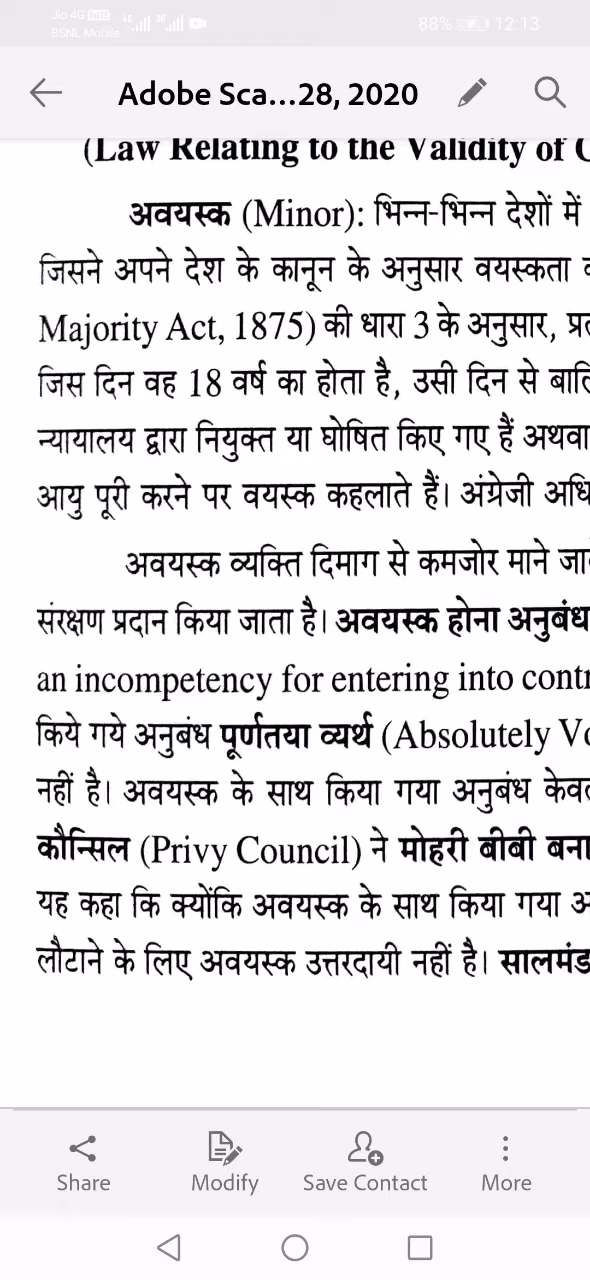 Jio 4G VoLTE
BSNL Mobile
88% 12:13
Adobe Sca...28, 2020
(Law Relating to the Validity of
अवयस्क (Minor): भिन्न-भिन्न देशों में
जिसने अपने देश के कानून के अनुसार वयस्कता
Majority Act, 1875) की धारा 3 के अनुसार,
जिस दिन वह 18 वर्ष का होता है, उसी दिन से
न्यायालय द्वारा नियुक्त या घोषित किए गए हैं अथवा
आयु पूरी करने पर वयस्क कहलाते हैं। अंग्रेजी
अवयस्क व्यक्ति दिमाग से कमजोर माने
संरक्षण प्रदान किया जाता है। अवयस्क होना अनुबंध
an incompetency for entering into
किये गये अनुबंध पूर्णतया व्यर्थ (Absolutely
नहीं है। अवयस्क के साथ किया गया अनुबंध
कौन्सिल (Privy Council) ने मोहरी बीबी
यह कहा कि क्योंकि अवयस्क के साथ किया गया
लौटाने के लिए अवयस्क उत्तरदायी नहीं है।
Share Modify Save Contact More